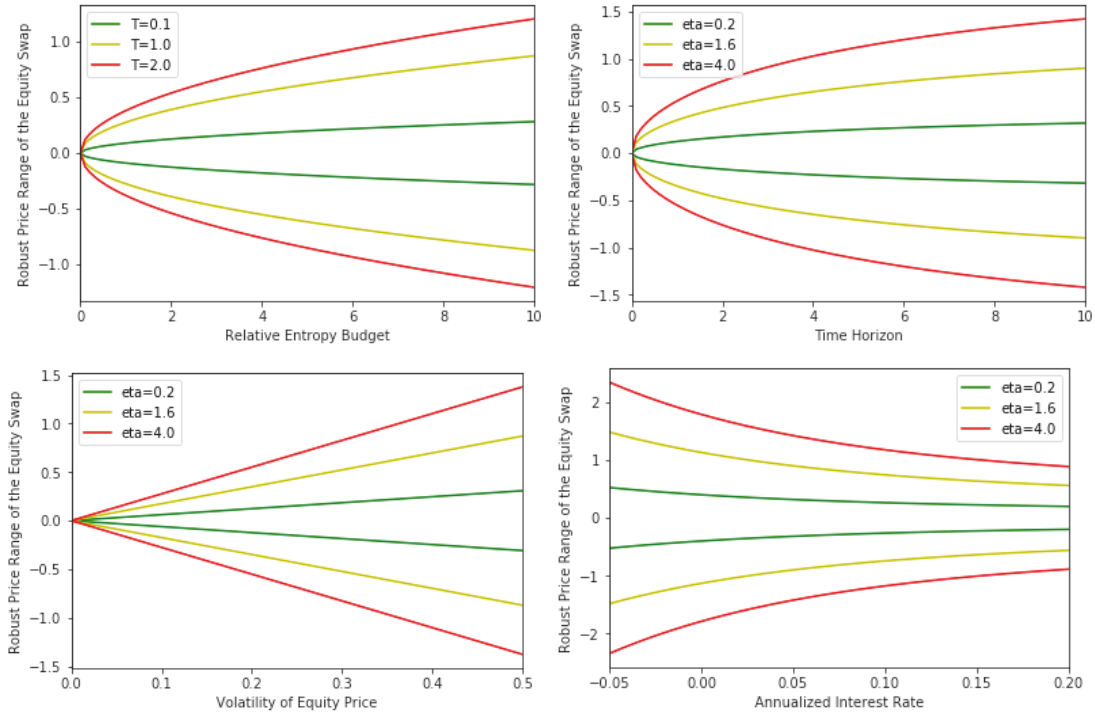 Robust Price Range of the Equity Swap
1.0
0.5
0.0
−0.5
−1.0
T=0.1
T=1.0
T=2.0
0
2
4
6
8
10
Relative Entropy Budget
Robust Price Range of the Equity Swap
1.5
1.0
0.5
0.0
−0.5
−1.0
−1.5
eta=0.2
eta=1.6
eta=4.0
0
2
4
6
8
10
Time Horizon
Robust Price Range of the Equity Swap
1.5
1.0
0.5
0.0
−0.5
−1.0
−1.5
eta=0.2
eta=1.6
eta=4.0
0.0
0.1
0.2
0.3
0.4
0.5
Volatility of Equity Price
Robust Price Range of the Equity Swap
2
1
0
−1
−2
eta=0.2
eta=1.6
eta=4.0
−0.05
0.00
0.05
0.10
0.15
0.20
Annualized Interest Rate